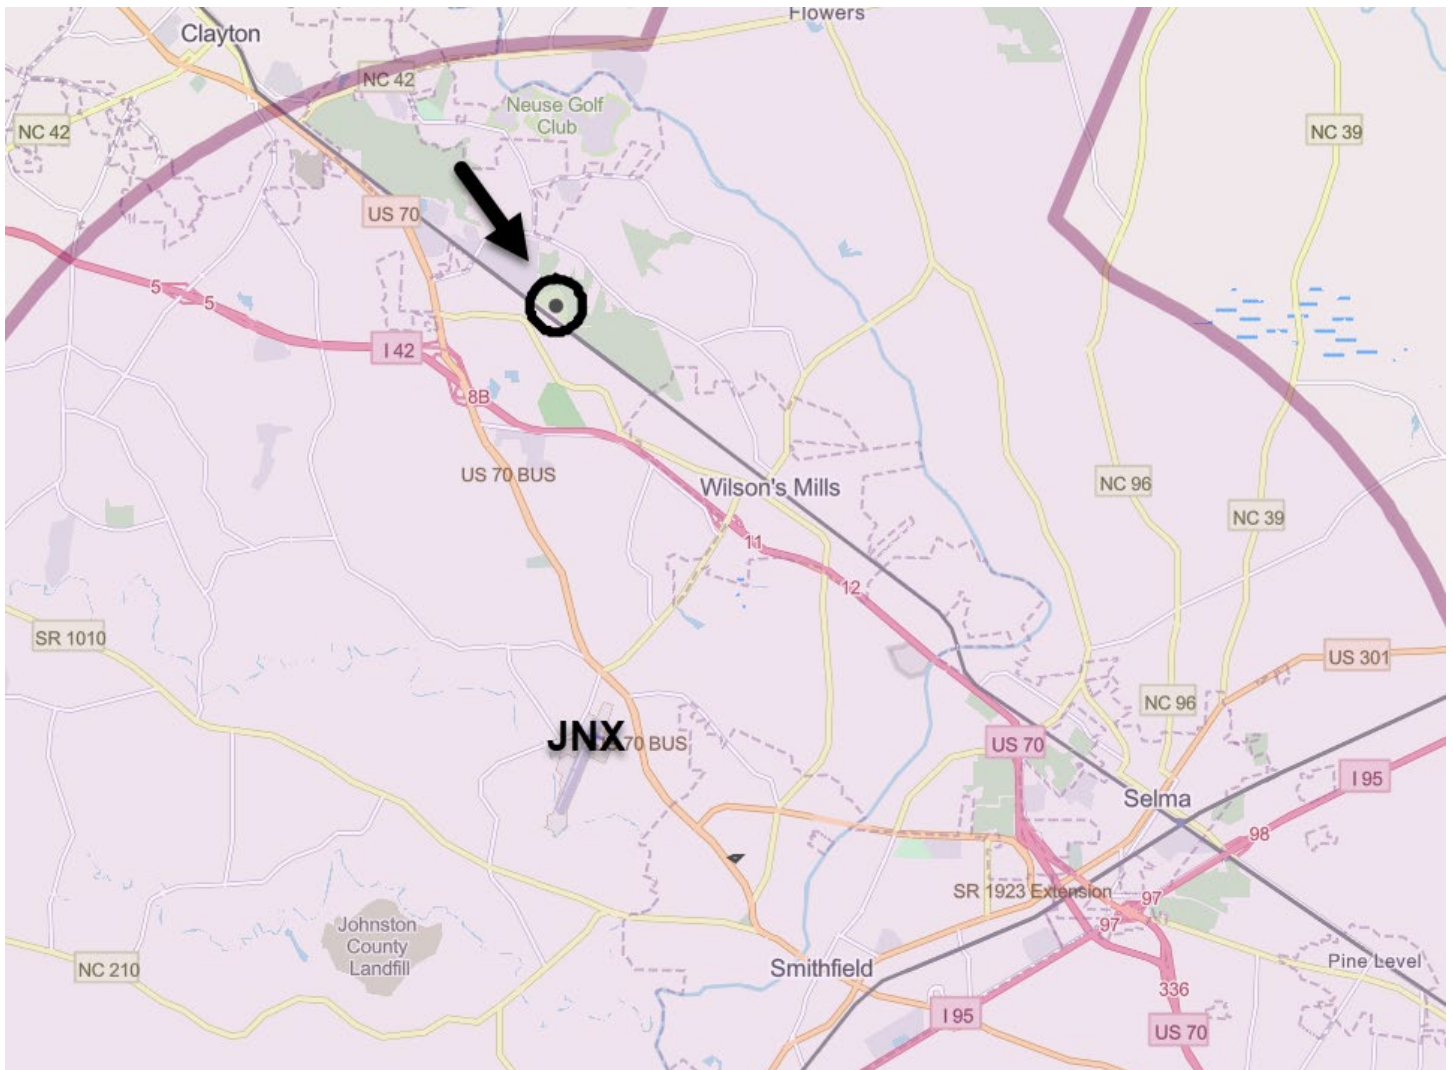 Flowers
Clayton
NC 42
Neuse Golf
Club
NC 42
NC 39
US 70
5
5
I 42
8B
US 70 BUS
Wilson's Mills
NC 96
NC 39
11
12
SR 1010
US 301
NC 96
JNX
70 BUS
US 70
I 95
Selma
98
SR 1923 Extension
97
97
Johnston
County
Landfill
NC 210
Smithfield
Pine Level
336
I 95
US 70